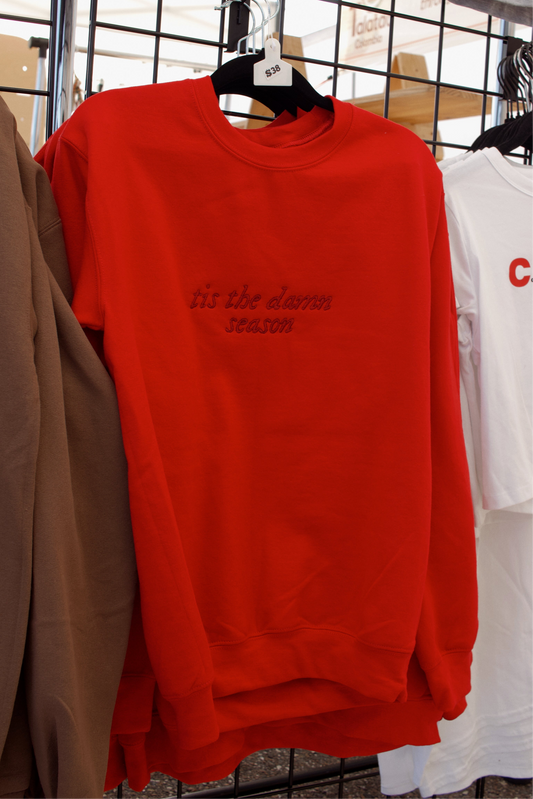 $38
tis the damn
season
C.